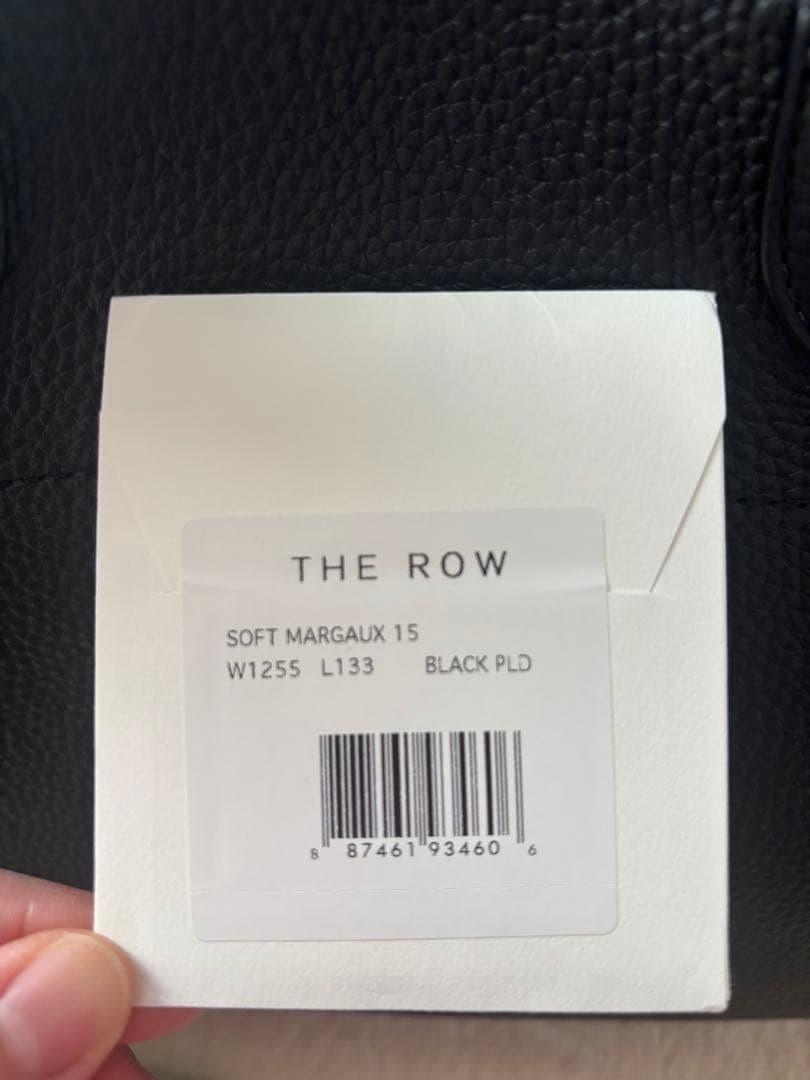 THE ROW
SOFT MARGAUX 15
W1255 L133 BLACK PLD
8 87461 93460 6